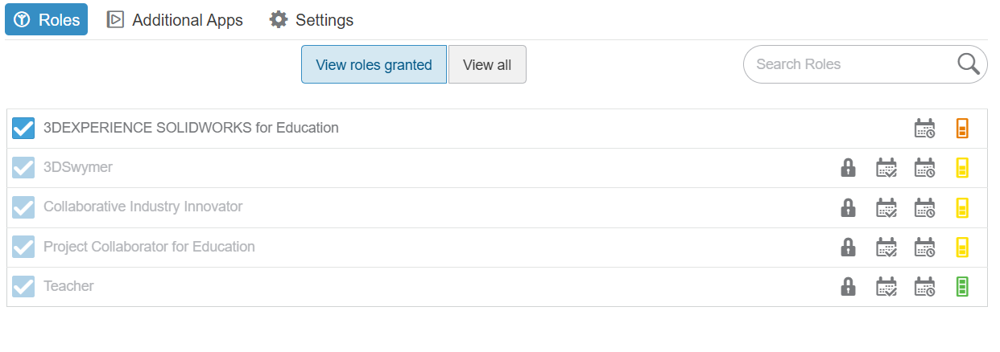 Roles Additional Apps Settings
View roles granted View all Search Roles
3DEXPERIENCE SOLIDWORKS for Education
3DSwymer
Collaborative Industry Innovator
Project Collaborator for Education
Teacher